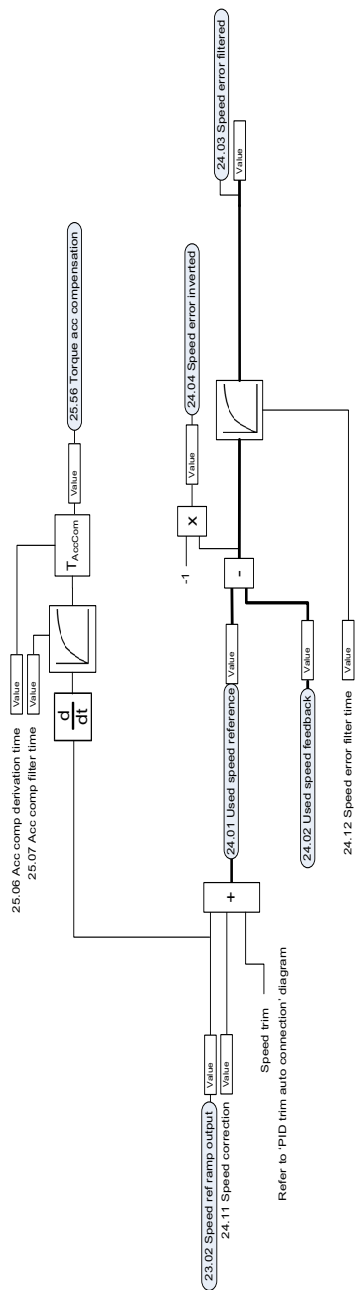 25.06 Acc comp derivation time
Value
25.07 Acc comp filter time
Value
d
dt
TAccCom
Value
25.56 Torque acc compensation
-1
x
Value
24.04 Speed error inverted
23.02 Speed ref ramp output
Value
24.11 Speed correction
Value
Speed trim
Refer to 'PID trim auto connection' diagram
+
24.01 Used speed reference
Value
24.02 Used speed feedback
Value
-
24.12 Speed error filter time
Value
24.03 Speed error filtered
Value